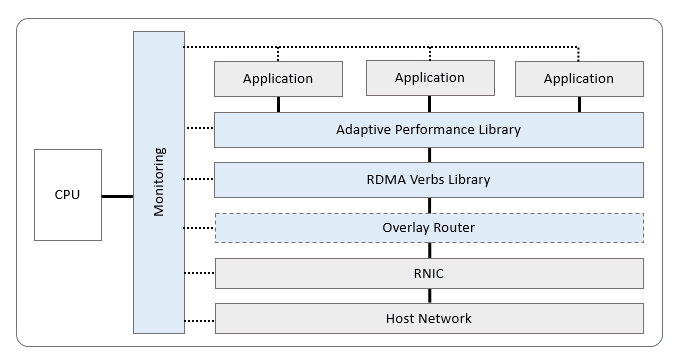 CPU
Monitoring
Application
Application
Application
Adaptive Performance Library
RDMA Verbs Library
Overlay Router
RNIC
Host Network